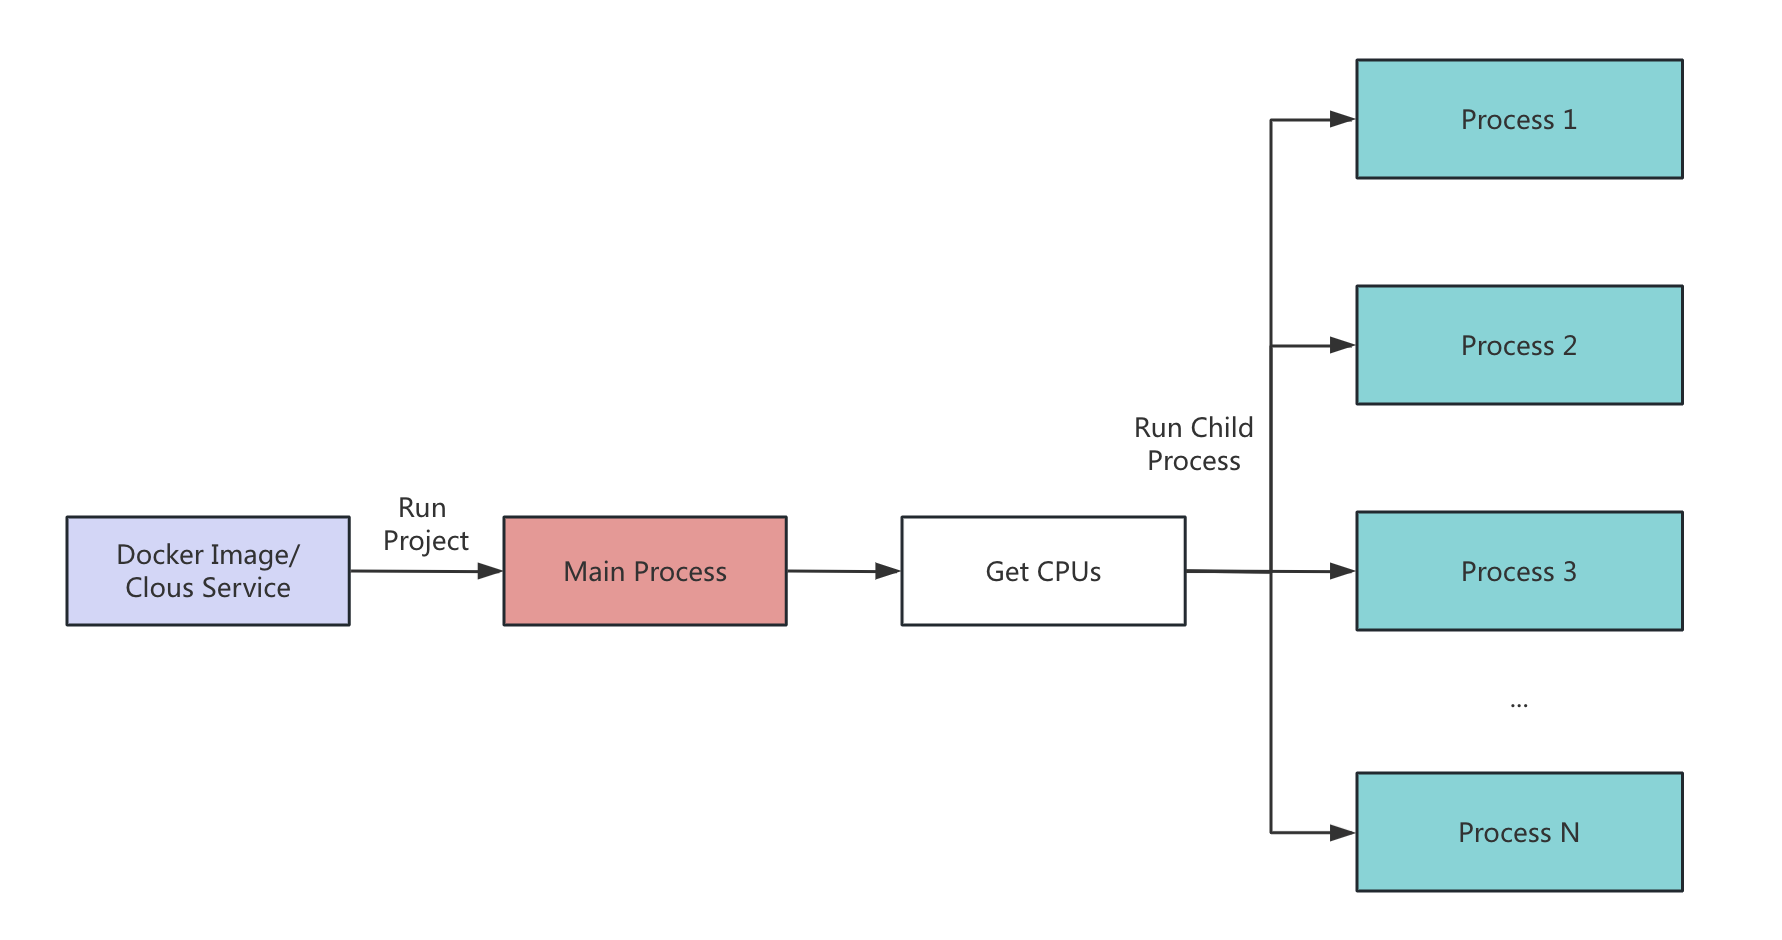 Docker Image/
Clous Service
Run
Project
Main Process
Get CPUs
Run Child
Process
Process 1
Process 2
Process 3
...
Process N